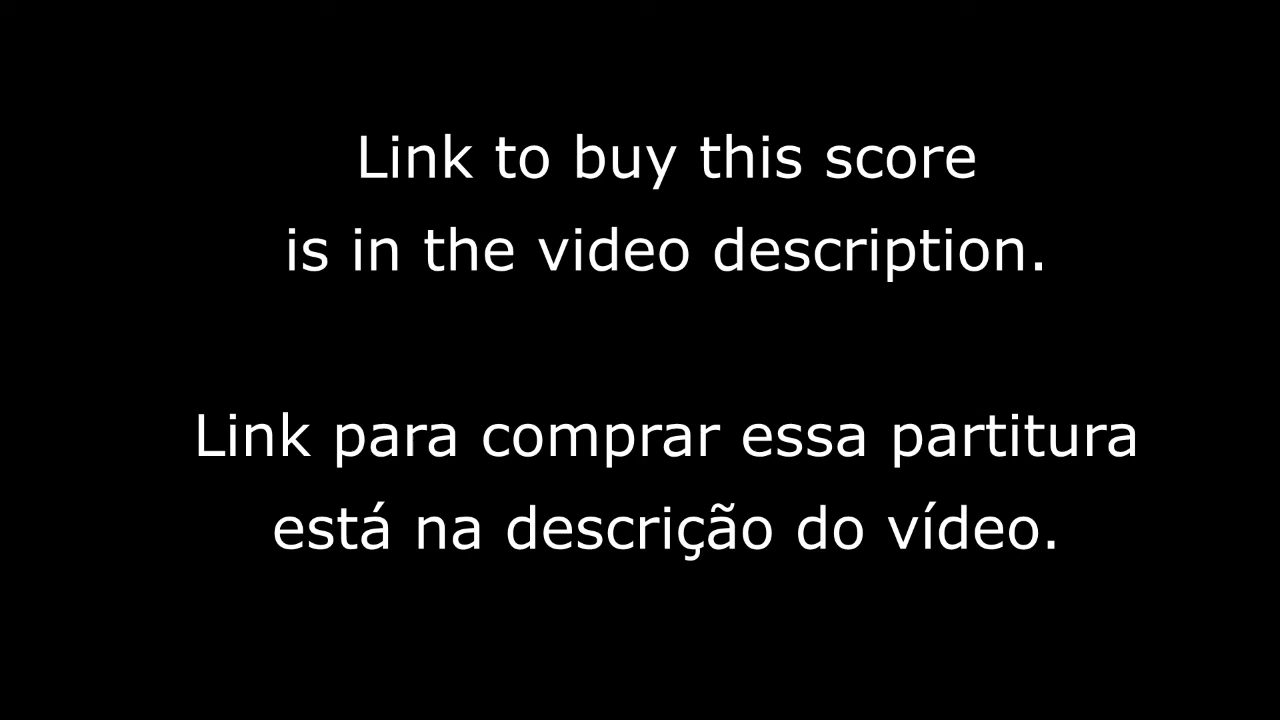 Link to buy this score
is in the video description.
Link para comprar essa partitura
está na descrição do vídeo.